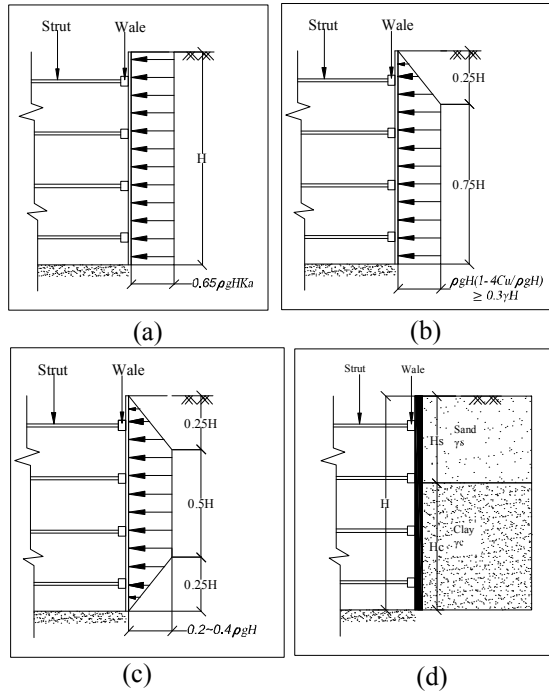 Strut Wale
H
0.65ρgHKa
(a)
Strut Wale
0.25H
0.75H
ρgH(1-4Cu/ρgH)
≥ 0.3γH
(b)
Strut Wale
0.25H
0.5H
0.25H
0.2~0.4ρgH
(c)
Strut Wale
H
Hs
Sand
γs
Hc
Clay
γc
(d)